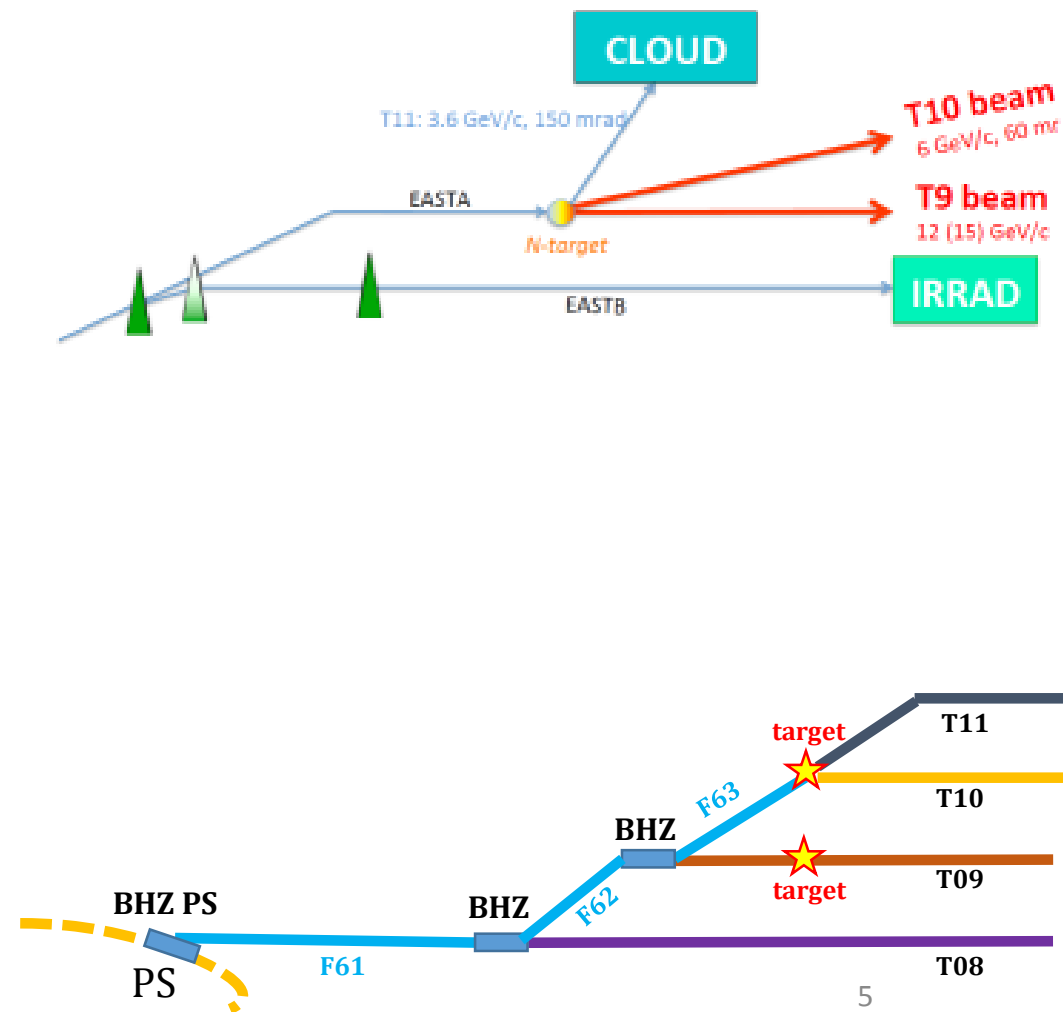 CLOUD
T11: 3.6 GeV/c, 150 mrad
T10 beam
6 GeV/c, 60 mr
EASTA
T9 beam
12 (15) GeV/c
N-target
IRRAD
EASTB
T11
target
T10
F63
BHZ
target
T09
F62
BHZ PS
BHZ
F61
T08
PS
5